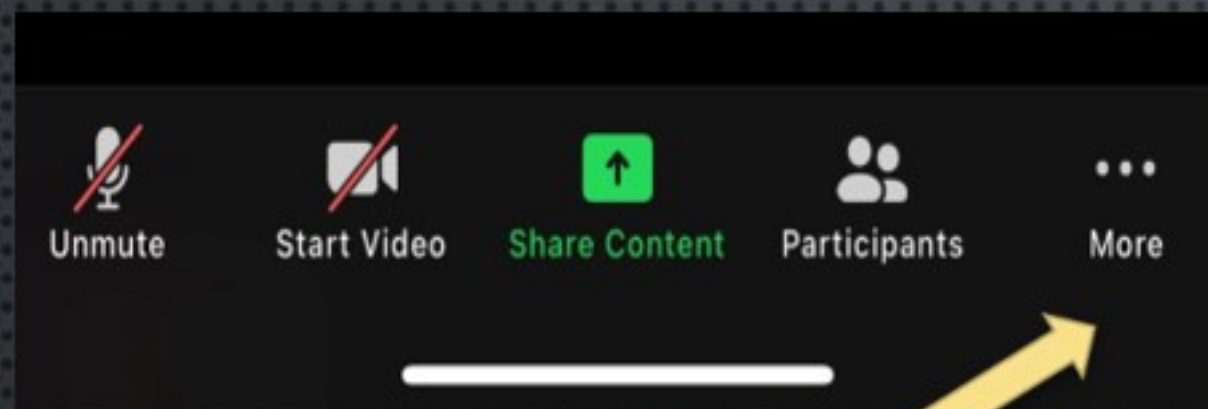 Unmute
Start Video
Share Content
Participants
More